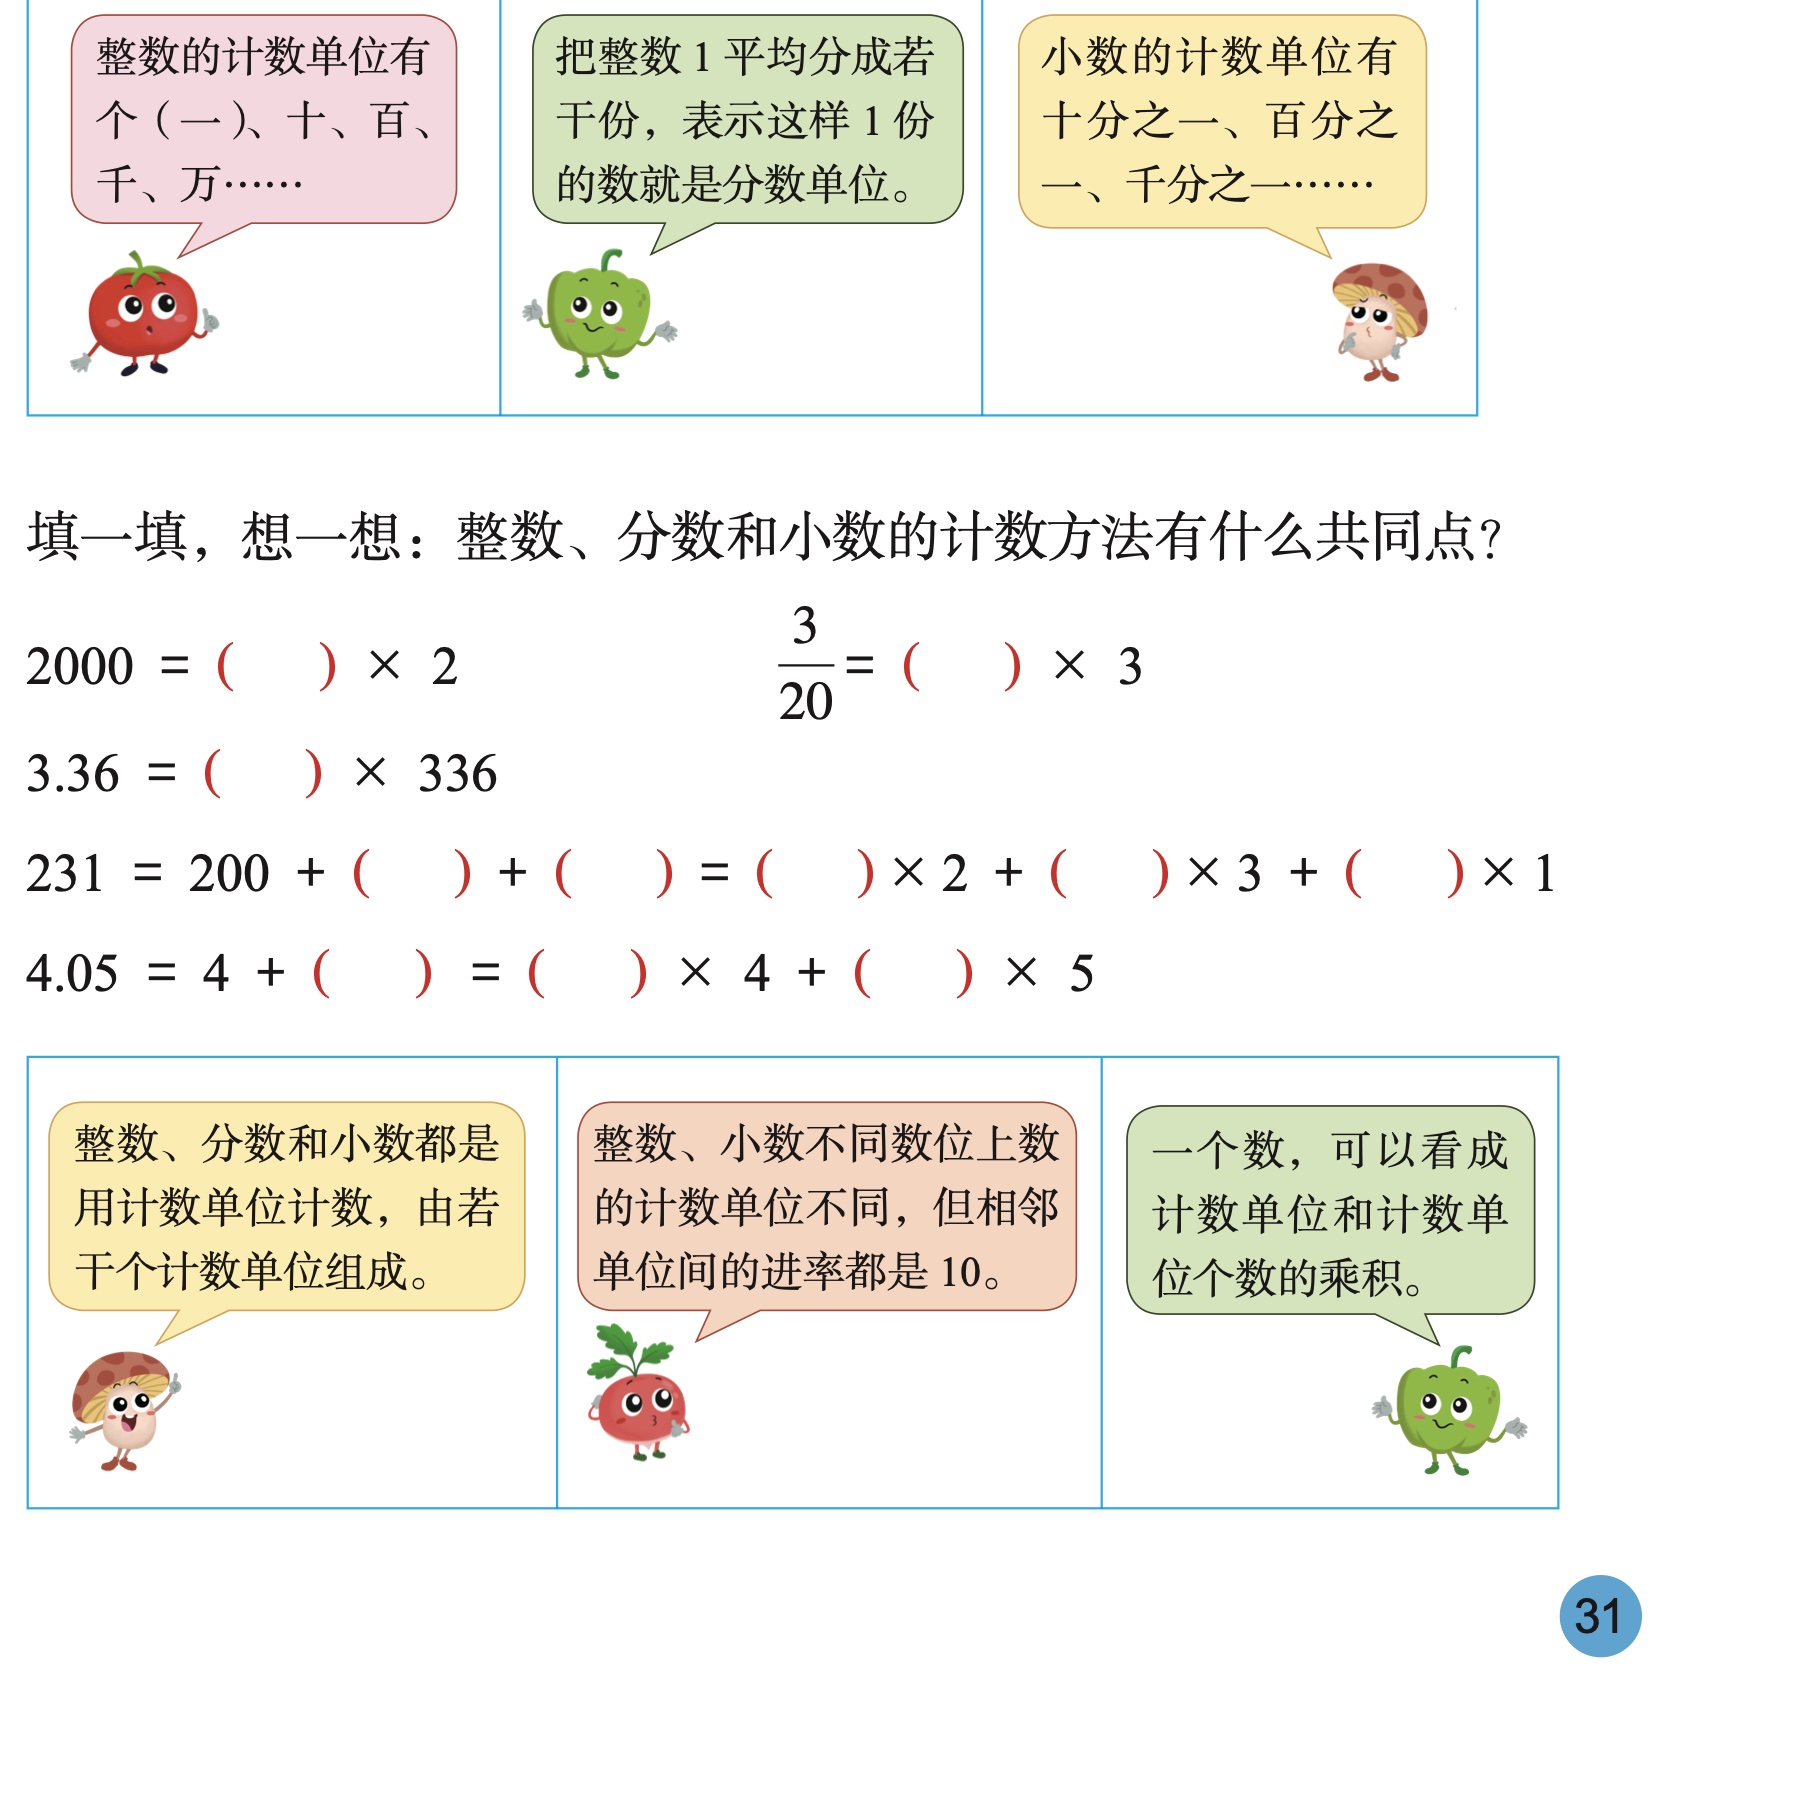 整数的计数单位有
个（一）、十、百、
千、万……
把整数 1 平均分成若
干份，表示这样 1 份
的数就是分数单位。
小数的计数单位有
十分之一、百分之
一、千分之一……
填一填，想一想：整数、分数和小数的计数方法有什么共同点？
2000 = (　) × 2
3/20 = (　) × 3
3.36 = (　) × 336
231 = 200 + (　) + (　) = (　) × 2 + (　) × 3 + (　) × 1
4.05 = 4 + (　) = (　) × 4 + (　) × 5
整数、分数和小数都是
用计数单位计数，由若
干个计数单位组成。
整数、小数不同数位上数
的计数单位不同，但相邻
单位间的进率都是 10。
一个数，可以看成
计数单位和计数单
位个数的乘积。
31